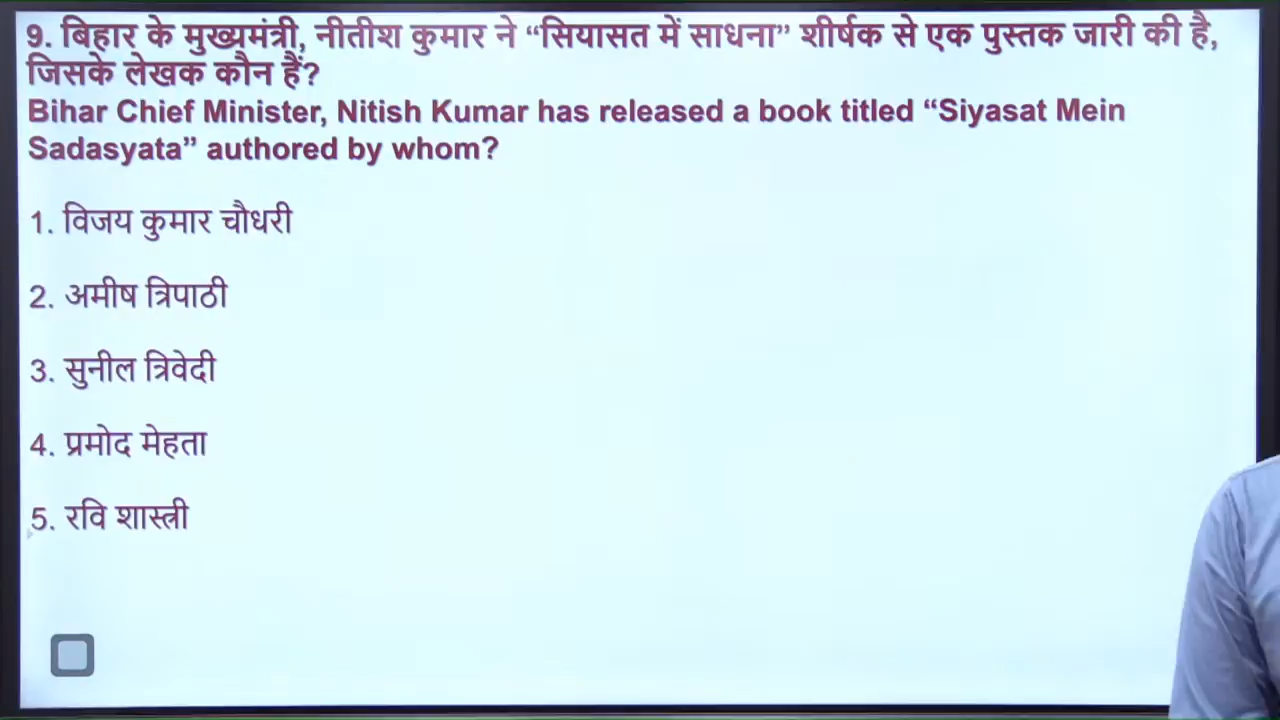 9. बिहार के मुख्यमंत्री, नीतीश कुमार ने “सियासत में साधना” शीर्षक से एक पुस्तक जारी की है,
जिसके लेखक कौन हैं?
Bihar Chief Minister, Nitish Kumar has released a book titled “Siyasat Mein
Sadasyata” authored by whom?
1. विजय कुमार चौधरी
2. अमीष त्रिपाठी
3. सुनील त्रिवेदी
4. प्रमोद मेहता
5. रवि शास्त्री